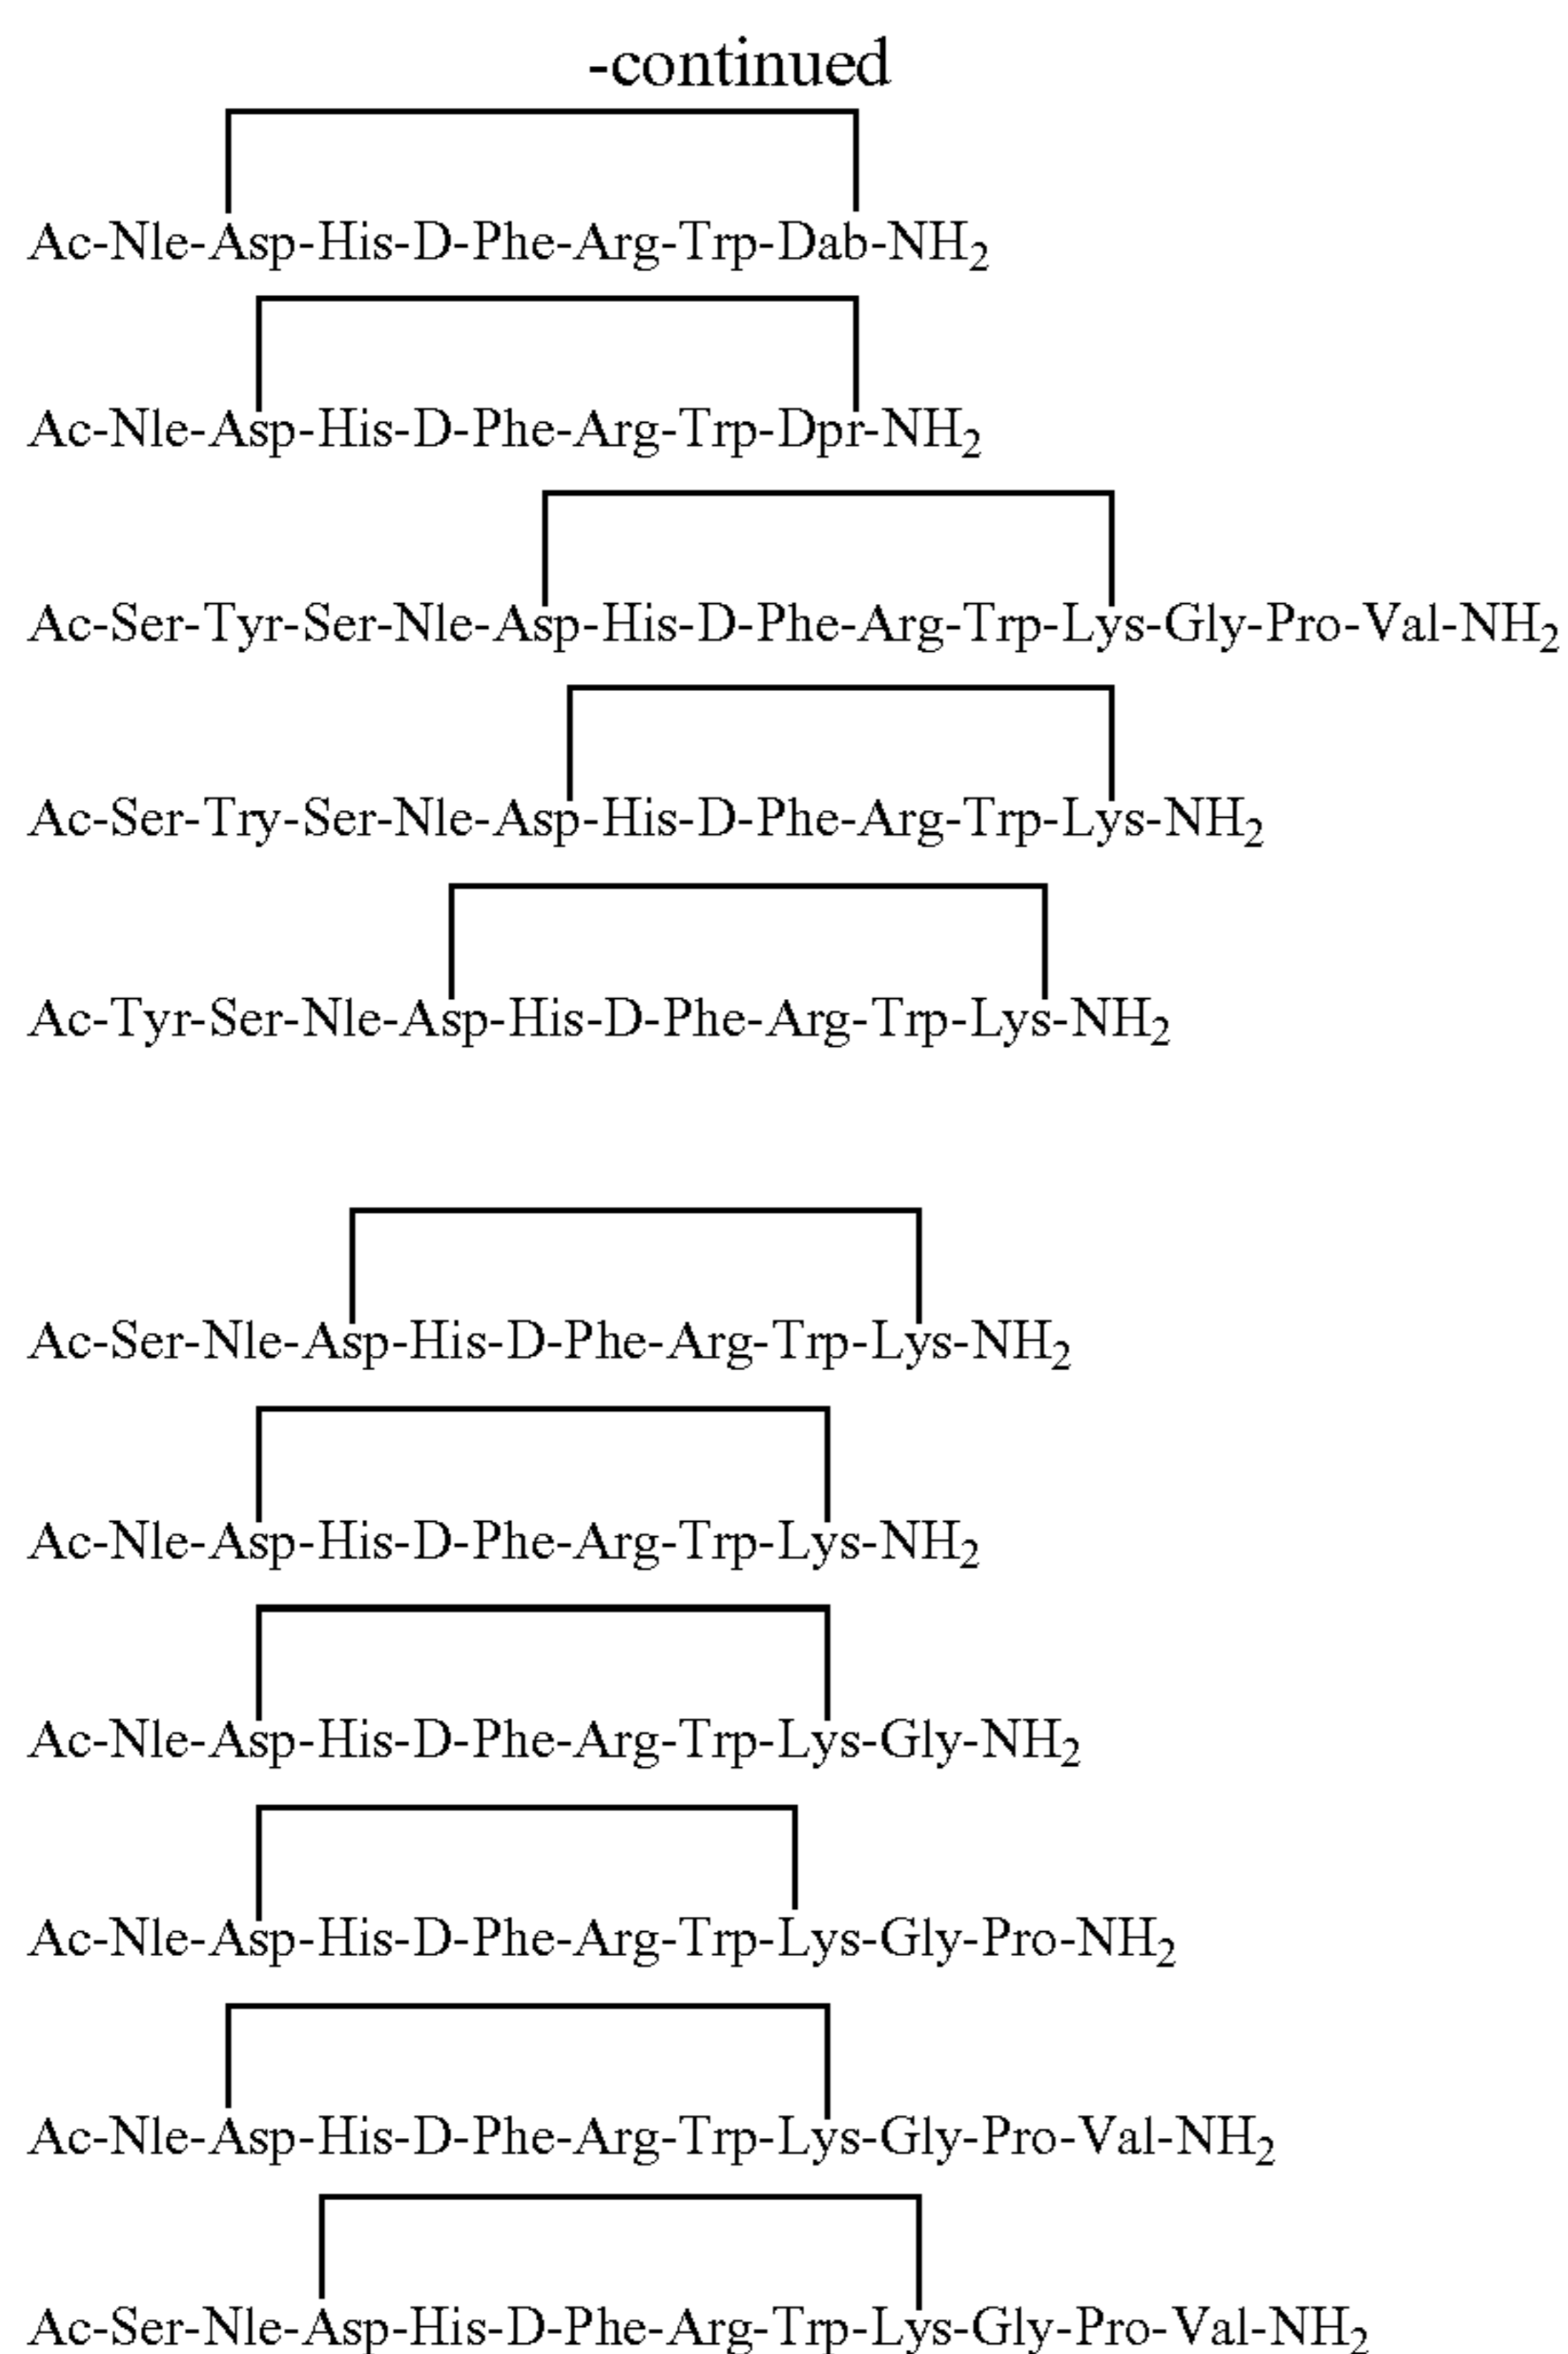 -continued
Ac-Nle-Asp-His-D-Phe-Arg-Trp-Dab-NH2
Ac-Nle-Asp-His-D-Phe-Arg-Trp-Dpr-NH2
Ac-Ser-Tyr-Ser-Nle-Asp-His-D-Phe-Arg-Trp-Lys-Gly-Pro-Val-NH2
Ac-Ser-Try-Ser-Nle-Asp-His-D-Phe-Arg-Trp-Lys-NH2
Ac-Tyr-Ser-Nle-Asp-His-D-Phe-Arg-Trp-Lys-NH2
Ac-Ser-Nle-Asp-His-D-Phe-Arg-Trp-Lys-NH2
Ac-Nle-Asp-His-D-Phe-Arg-Trp-Lys-NH2
Ac-Nle-Asp-His-D-Phe-Arg-Trp-Lys-Gly-NH2
Ac-Nle-Asp-His-D-Phe-Arg-Trp-Lys-Gly-Pro-NH2
Ac-Nle-Asp-His-D-Phe-Arg-Trp-Lys-Gly-Pro-Val-NH2
Ac-Ser-Nle-Asp-His-D-Phe-Arg-Trp-Lys-Gly-Pro-Val-NH2